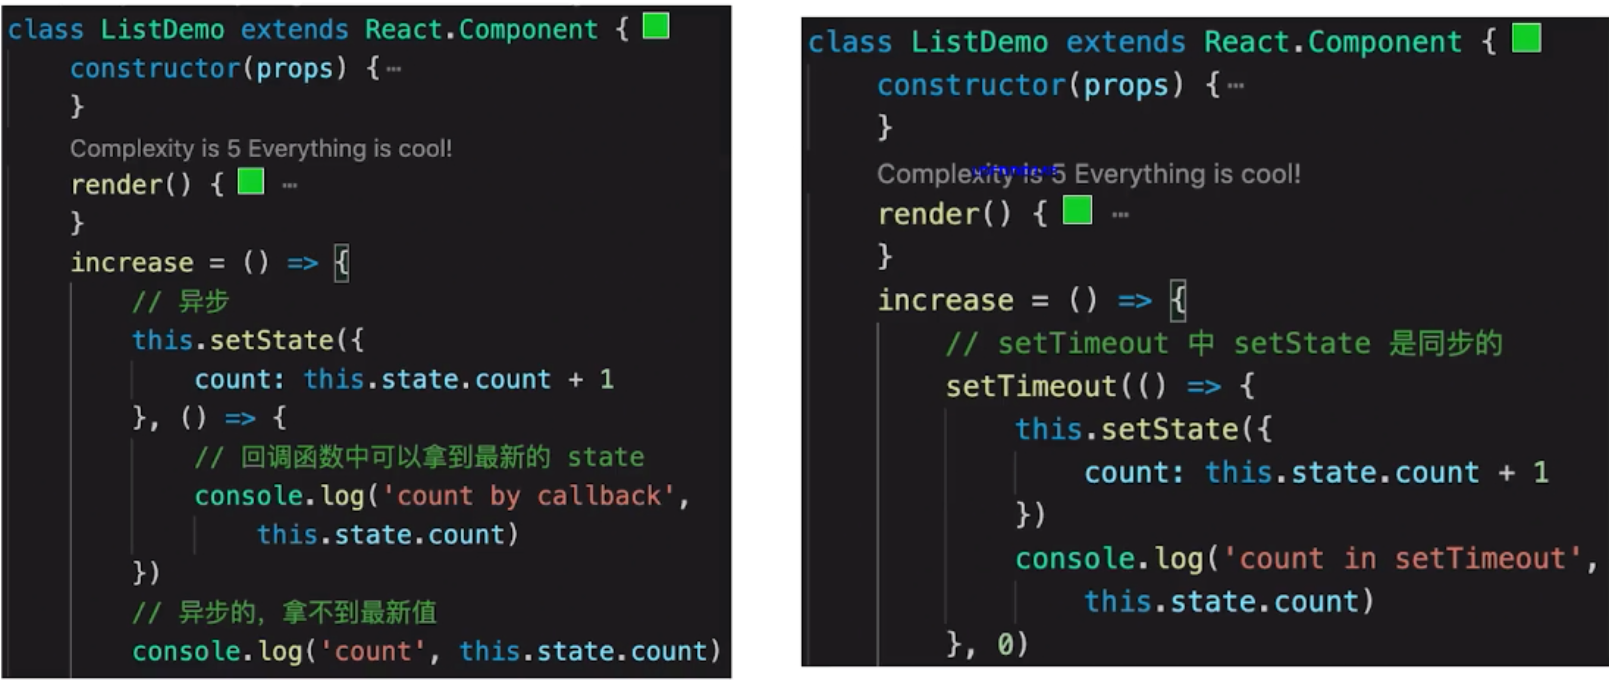 class ListDemo extends React.Component {
constructor(props) {…
}
Complexity is 5 Everything is cool!
render() { …
}
increase = () => {
// 异步
this.setState({
count: this.state.count + 1
}, () => {
// 回调函数中可以拿到最新的 state
console.log('count by callback',
this.state.count)
})
// 异步的，拿不到最新值
console.log('count', this.state.count)
class ListDemo extends React.Component {
constructor(props) {…
}
Complexity is 5 Everything is cool!
render() { …
}
increase = () => {
// setTimeout 中 setState 是同步的
setTimeout(() => {
this.setState({
count: this.state.count + 1
})
console.log('count in setTimeout',
this.state.count)
}, 0)